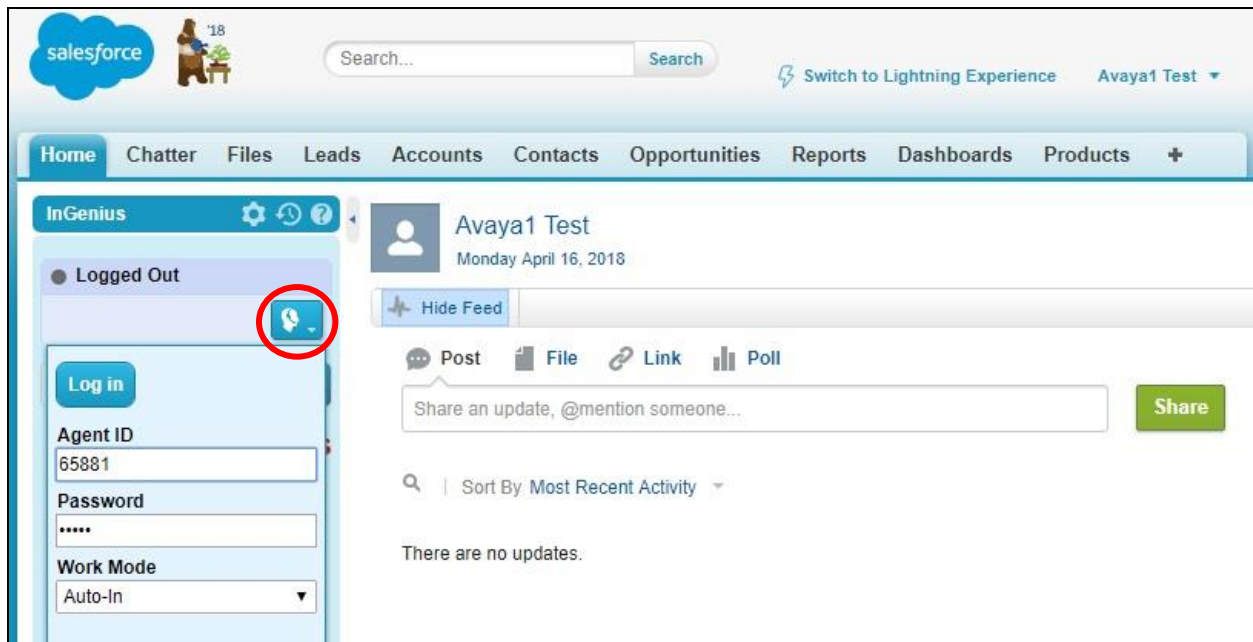 salesforce
'18
Search...
Search
Switch to Lightning Experience
Avaya1 Test
Home Chatter Files Leads Accounts Contacts Opportunities Reports Dashboards Products +
InGenius
Avaya1 Test
Monday April 16, 2018
Logged Out
Hide Feed
Post File Link Poll
Log in
Share an update, @mention someone...
Share
Agent ID
65881
Sort By Most Recent Activity
Password
•••••
There are no updates.
Work Mode
Auto-In